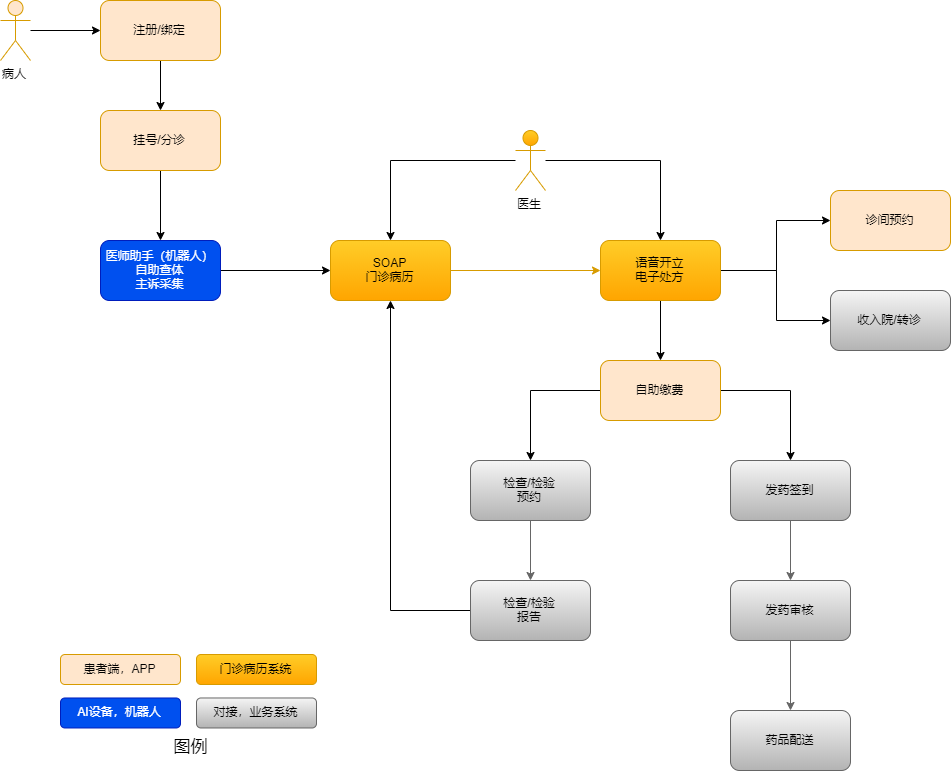 注册/绑定
病人
挂号/分诊
医生
医师助手（机器人）
自助查体
主诉采集
SOAP
门诊病历
语音开立
电子处方
诊间预约
收入院/转诊
自助缴费
检查/检验
预约
发药签到
检查/检验
报告
发药审核
药品配送
患者端，APP
门诊病历系统
AI设备，机器人
对接，业务系统
图例